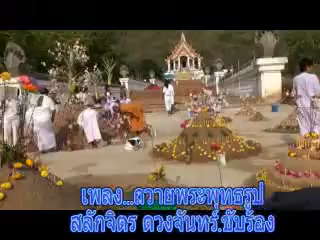 เพลง...ถวายพระพุทธรูป
สลักจิตร ดวงจันทร์.ขับร้อง